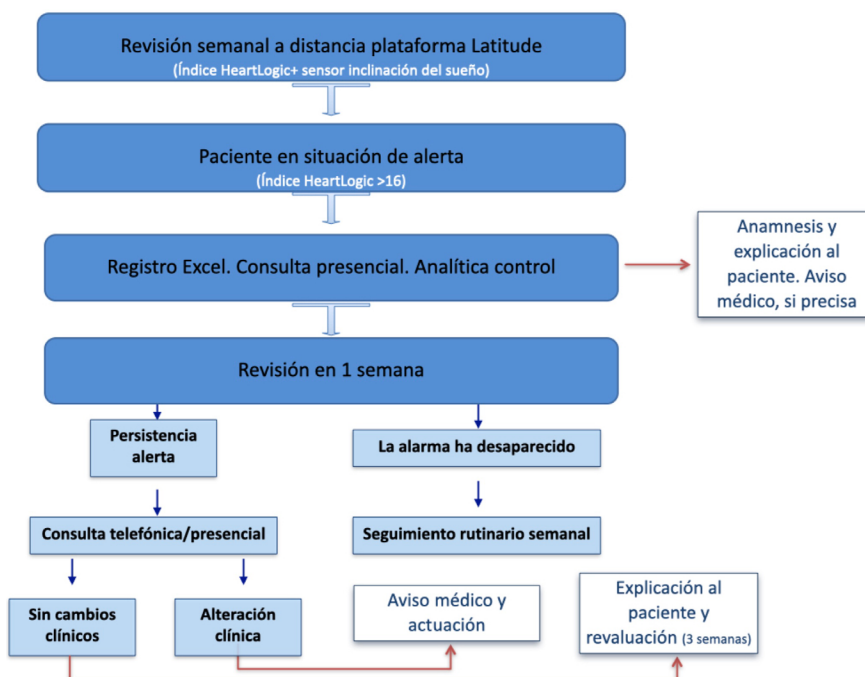 Revisión semanal a distancia plataforma Latitude
(Índice HeartLogic+ sensor inclinación del sueño)
Paciente en situación de alerta
(Índice HeartLogic >16)
Registro Excel. Consulta presencial. Analítica control
Anamnesis y
explicación al
paciente. Aviso
médico, si precisa
Revisión en 1 semana
Persistencia
alerta
La alarma ha desaparecido
Consulta telefónica/presencial
Seguimiento rutinario semanal
Sin cambios
clínicos
Alteración
clínica
Aviso médico y
actuación
Explicación al
paciente y
revaluación (3 semanas)